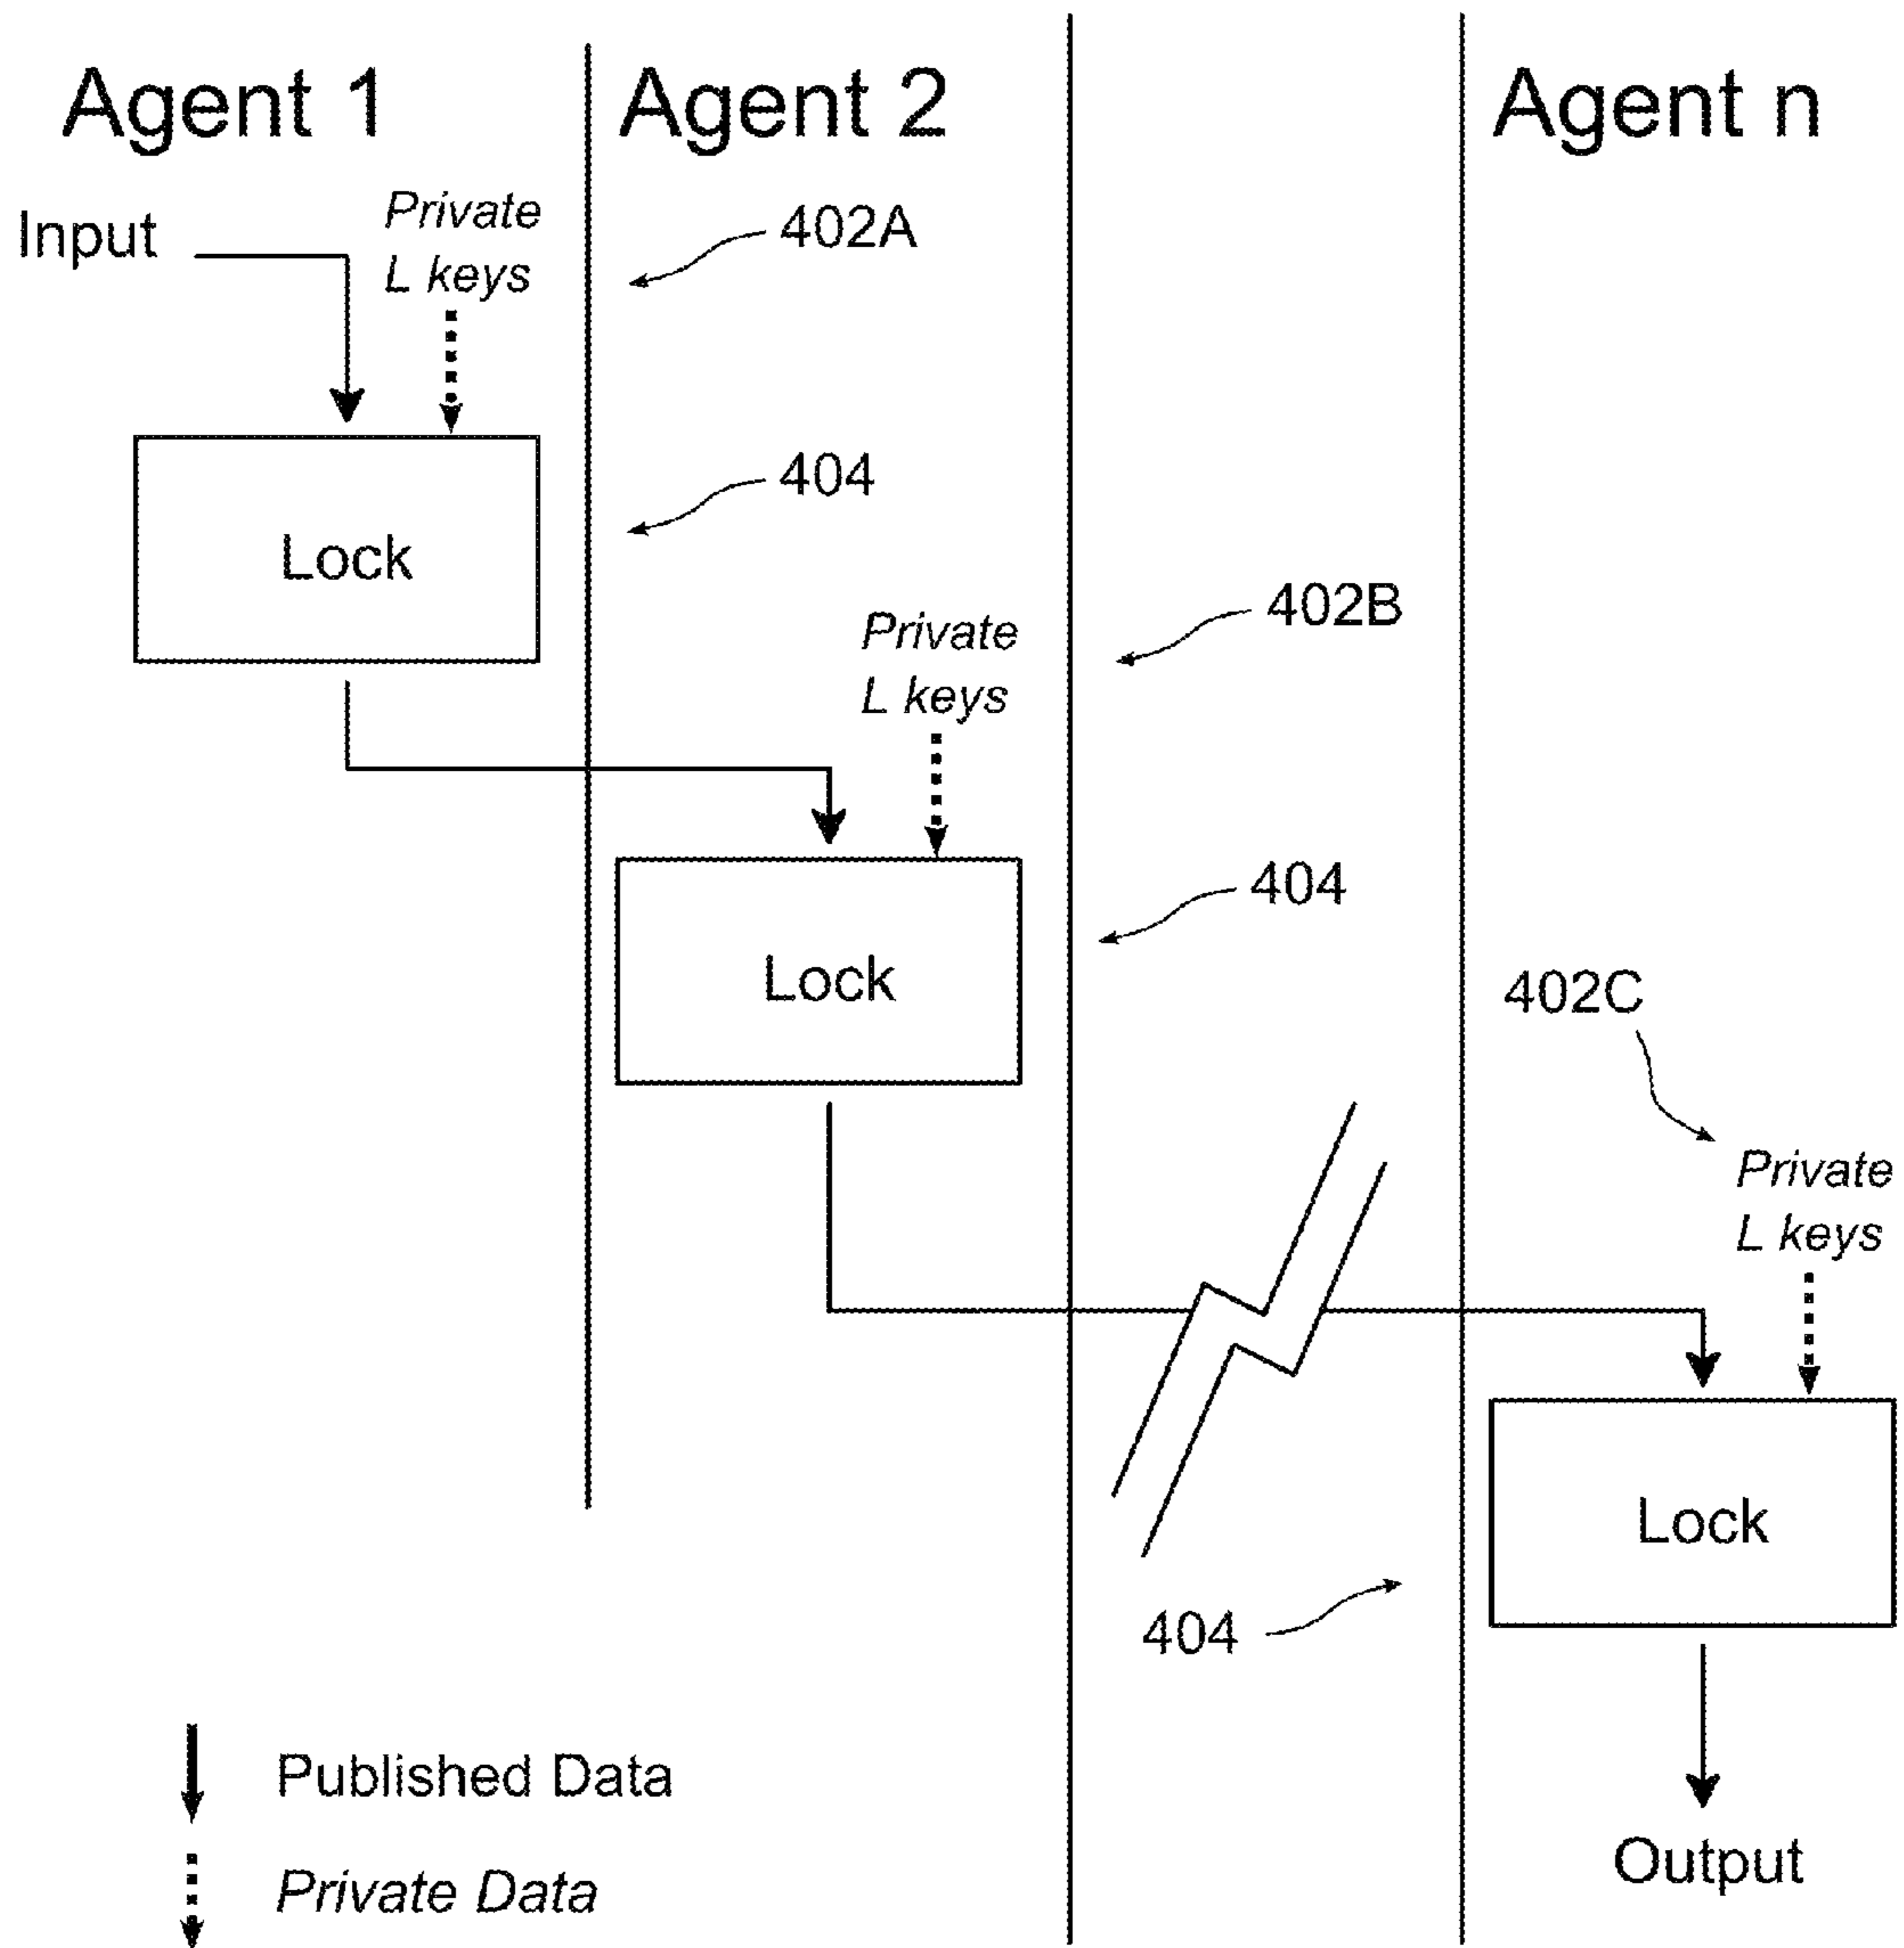 Agent 1
Agent 2
Agent n
Input
Private
L keys
402A
404
Lock
402B
Private
L keys
404
Lock
402C
Private
L keys
Lock
404
Published Data
Private Data
Output